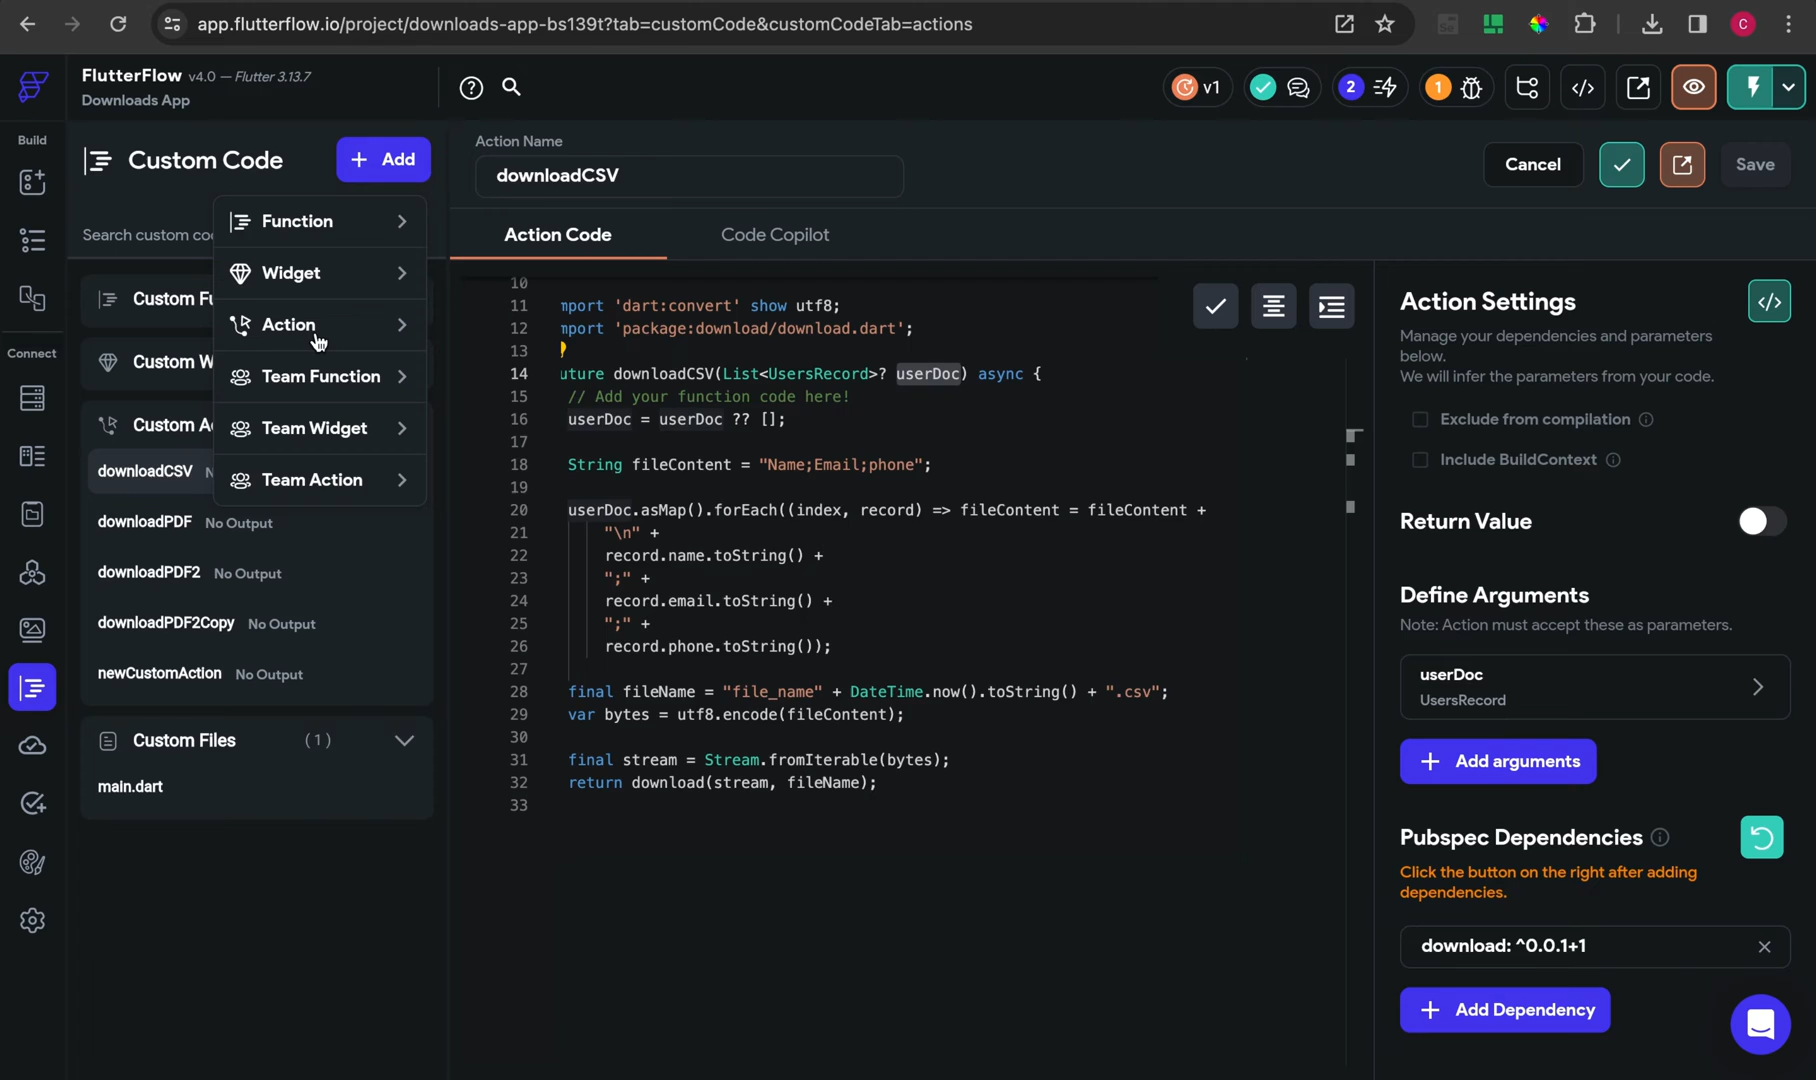 app.flutterflow.io/project/downloads-app-bs139t?tab=customCode&customCodeTab=actions
C
FlutterFlow v4.0 — Flutter 3.13.7
Downloads App
v1
2
1
Build
Connect
Custom Code
+ Add
Search custom co
Function
Widget
Action
Team Function
Team Widget
Team Action
Custom Fu
Custom W
Custom Ac
downloadCSV N
downloadPDF No Output
downloadPDF2 No Output
downloadPDF2Copy No Output
newCustomAction No Output
Custom Files (1)
main.dart
Action Name
downloadCSV
Cancel
Save
Action Code
Code Copilot
10
11 mport 'dart:convert' show utf8;
12 mport 'package:download/download.dart';
13
14 uture downloadCSV(List<UsersRecord>? userDoc) async {
15 // Add your function code here!
16 userDoc = userDoc ?? [];
17
18 String fileContent = "Name;Email;phone";
19
20 userDoc.asMap().forEach((index, record) => fileContent = fileContent +
21 "\n" +
22 record.name.toString() +
23 ";" +
24 record.email.toString() +
25 ";" +
26 record.phone.toString());
27
28 final fileName = "file_name" + DateTime.now().toString() + ".csv";
29 var bytes = utf8.encode(fileContent);
30
31 final stream = Stream.fromIterable(bytes);
32 return download(stream, fileName);
33
Action Settings
Manage your dependencies and parameters
below.
We will infer the parameters from your code.
Exclude from compilation
Include BuildContext
Return Value
Define Arguments
Note: Action must accept these as parameters.
userDoc
UsersRecord
+ Add arguments
Pubspec Dependencies
Click the button on the right after adding
dependencies.
download: ^0.0.1+1
+ Add Dependency